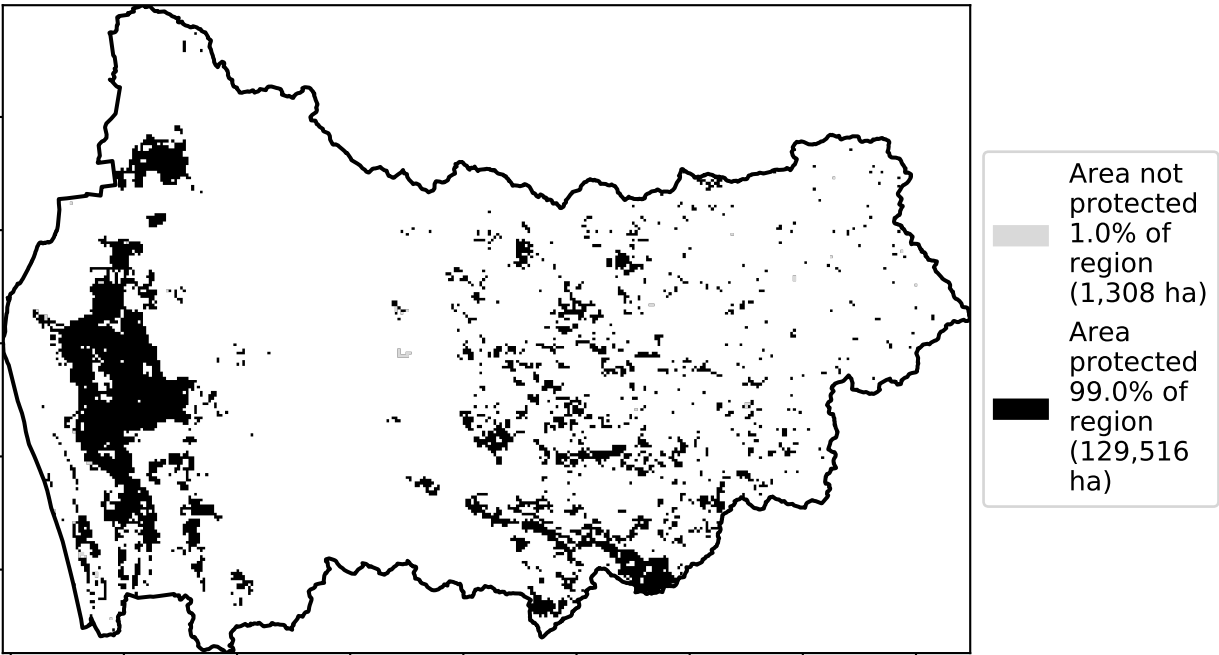 Area not
protected
1.0% of
region
(1,308 ha)
Area
protected
99.0% of
region
(129,516
ha)